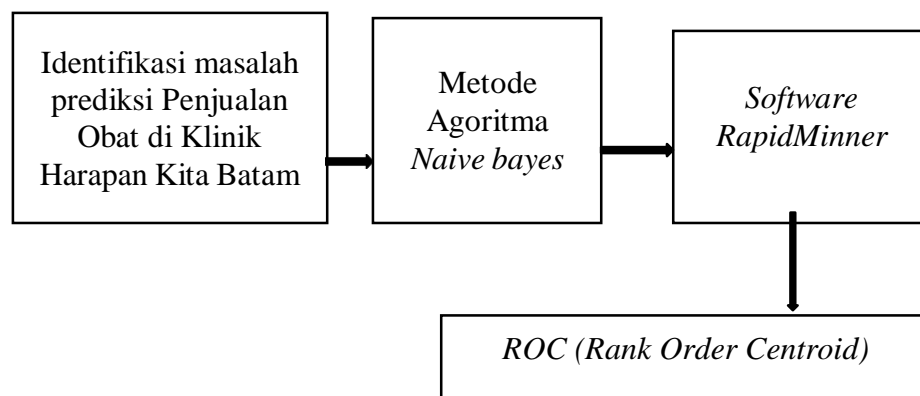 Identifikasi masalah
prediksi Penjualan
Obat di Klinik
Harapan Kita Batam
Metode
Agoritma
Naive bayes
Software
RapidMinner
ROC (Rank Order Centroid)